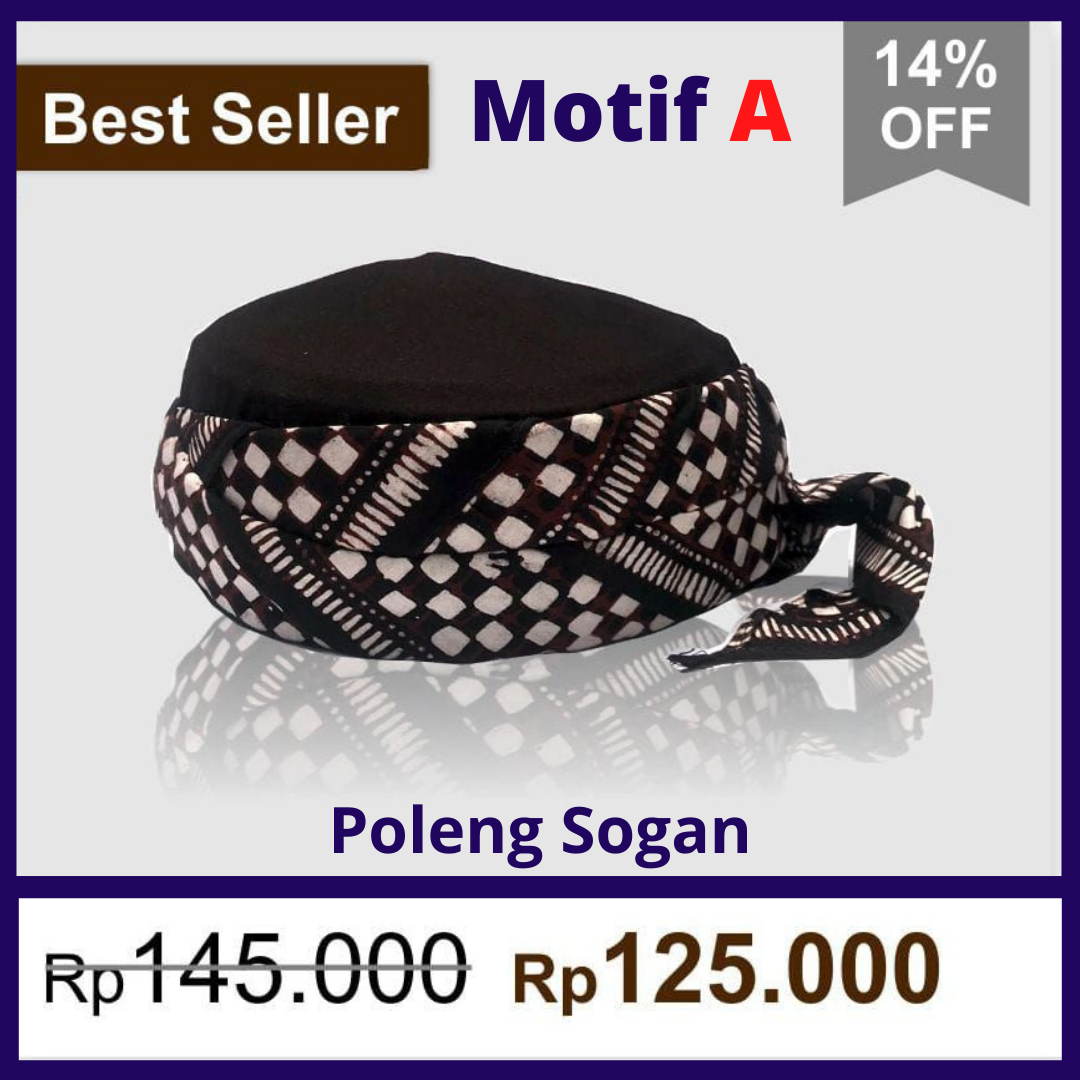 Best Seller
Motif A
14%
OFF
Poleng Sogan
Rp145.000 Rp125.000